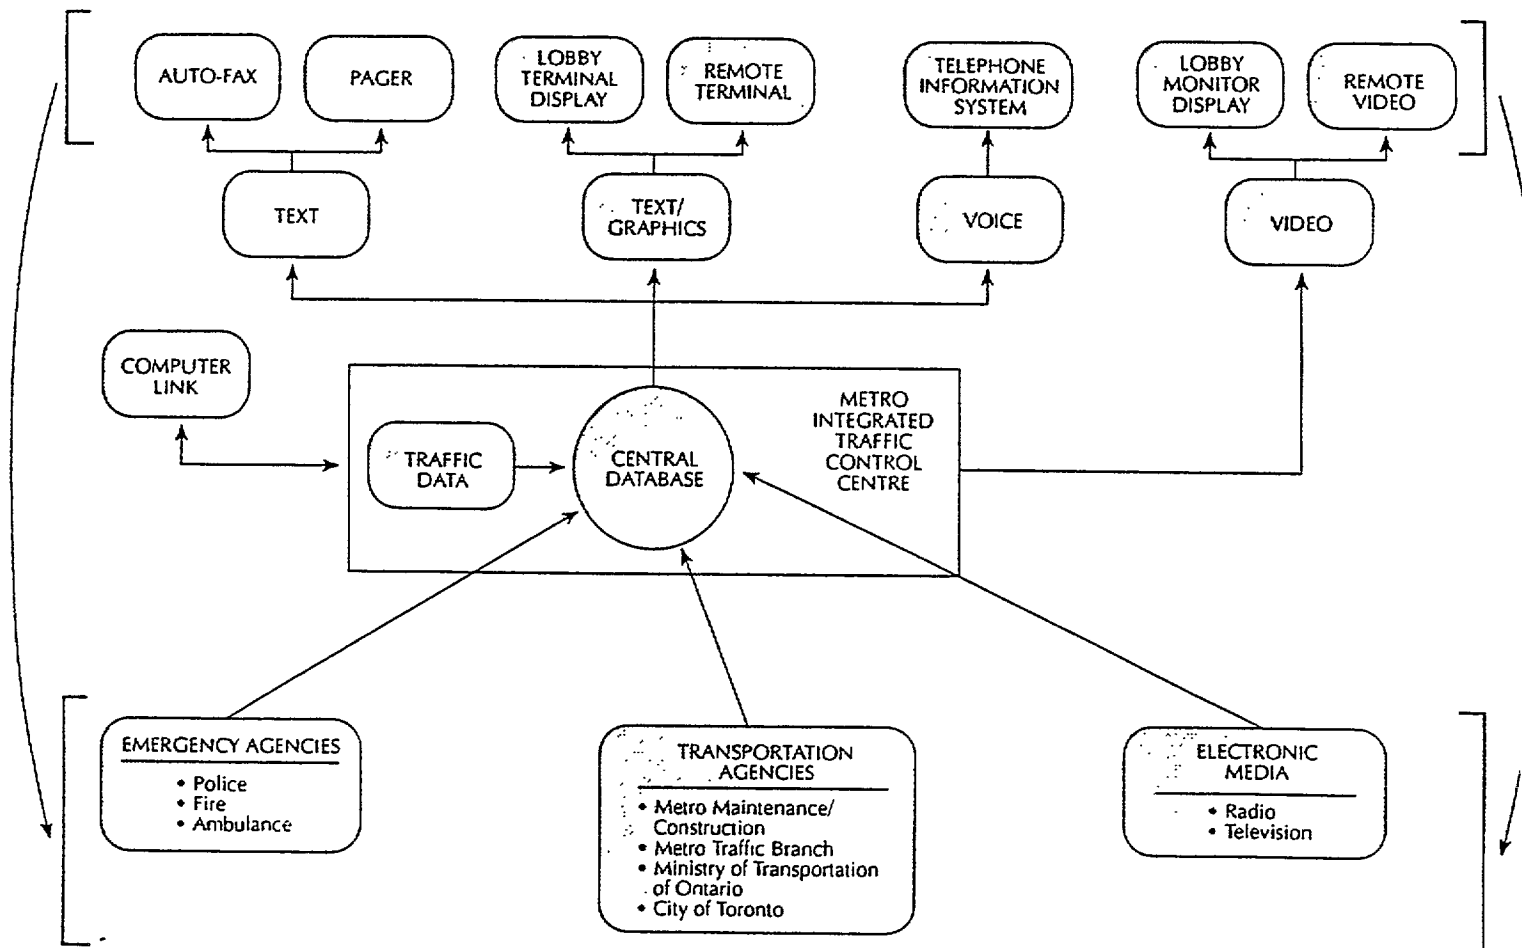 AUTO-FAX
PAGER
LOBBY
TERMINAL
DISPLAY
REMOTE
TERMINAL
TELEPHONE
INFORMATION
SYSTEM
LOBBY
MONITOR
DISPLAY
REMOTE
VIDEO
TEXT
TEXT/
GRAPHICS
VOICE
VIDEO
COMPUTER
LINK
TRAFFIC
DATA
CENTRAL
DATABASE
METRO
INTEGRATED
TRAFFIC
CONTROL
CENTRE
EMERGENCY AGENCIES
• Police
• Fire
• Ambulance
TRANSPORTATION
AGENCIES
• Metro Maintenance/
Construction
• Metro Traffic Branch
• Ministry of Transportation
of Ontario
• City of Toronto
ELECTRONIC
MEDIA
• Radio
• Television